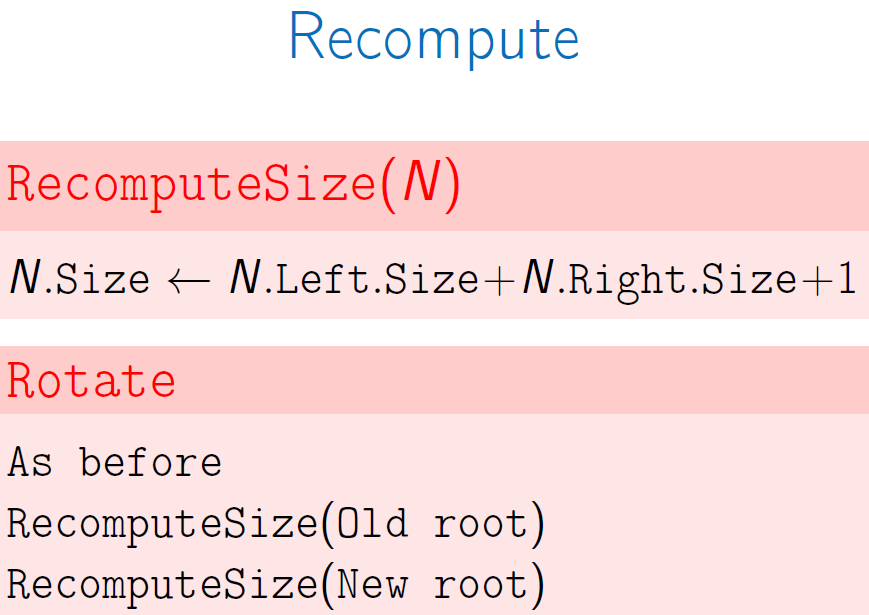 Recompute
RecomputeSize(N)
N.Size ← N.Left.Size+N.Right.Size+1
Rotate
As before
RecomputeSize(Old root)
RecomputeSize(New root)